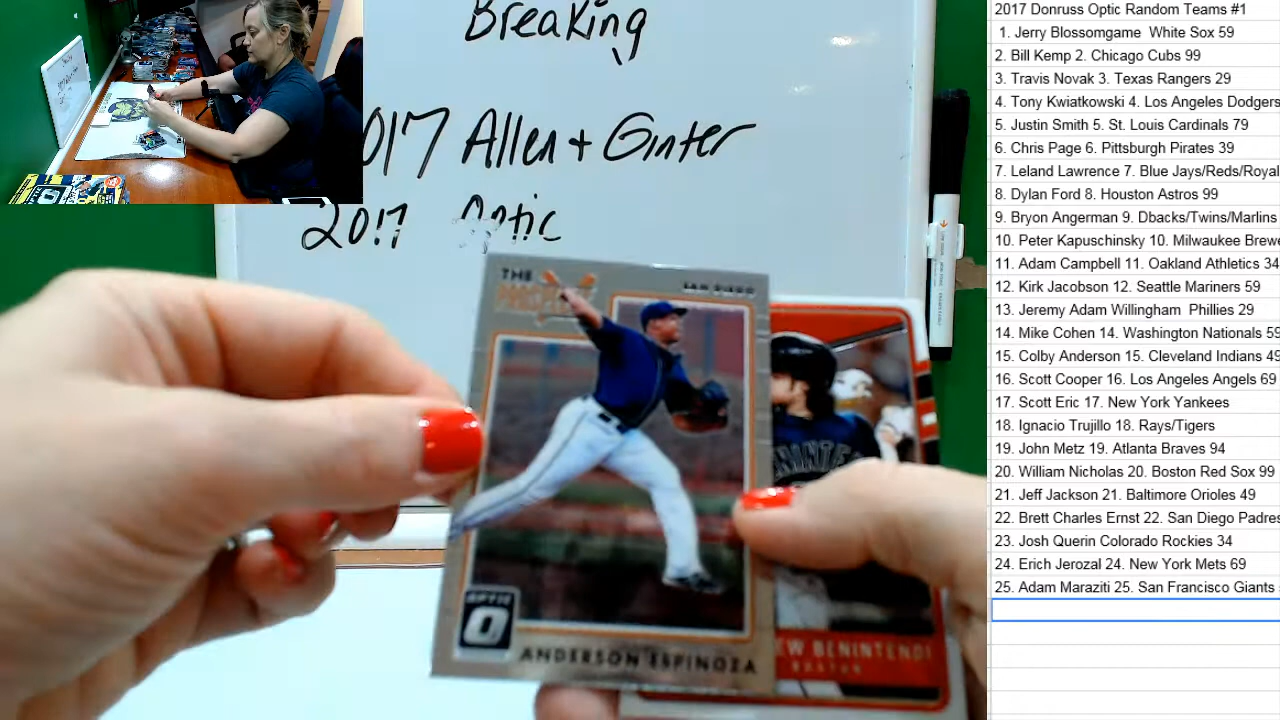 Breaking
017 Allen + Ginter
2017 Optic
THE
SAN DIEGO
OPTIC
O
ANDERSON ESPINOZA
EW BENINTENDI
BOSTON
2017 Donruss Optic Random Teams #1
1. Jerry Blossomgame White Sox 59
2. Bill Kemp 2. Chicago Cubs 99
3. Travis Novak 3. Texas Rangers 29
4. Tony Kwiatkowski 4. Los Angeles Dodgers
5. Justin Smith 5. St. Louis Cardinals 79
6. Chris Page 6. Pittsburgh Pirates 39
7. Leland Lawrence 7. Blue Jays/Reds/Royal
8. Dylan Ford 8. Houston Astros 99
9. Bryon Angerman 9. Dbacks/Twins/Marlins
10. Peter Kapuschinsky 10. Milwaukee Brewe
11. Adam Campbell 11. Oakland Athletics 34
12. Kirk Jacobson 12. Seattle Mariners 59
13. Jeremy Adam Willingham Phillies 29
14. Mike Cohen 14. Washington Nationals 55
15. Colby Anderson 15. Cleveland Indians 49
16. Scott Cooper 16. Los Angeles Angels 69
17. Scott Eric 17. New York Yankees
18. Ignacio Trujillo 18. Rays/Tigers
19. John Metz 19. Atlanta Braves 94
20. William Nicholas 20. Boston Red Sox 99
21. Jeff Jackson 21. Baltimore Orioles 49
22. Brett Charles Ernst 22. San Diego Padres
23. Josh Querin Colorado Rockies 34
24. Erich Jerozal 24. New York Mets 69
25. Adam Maraziti 25. San Francisco Giants